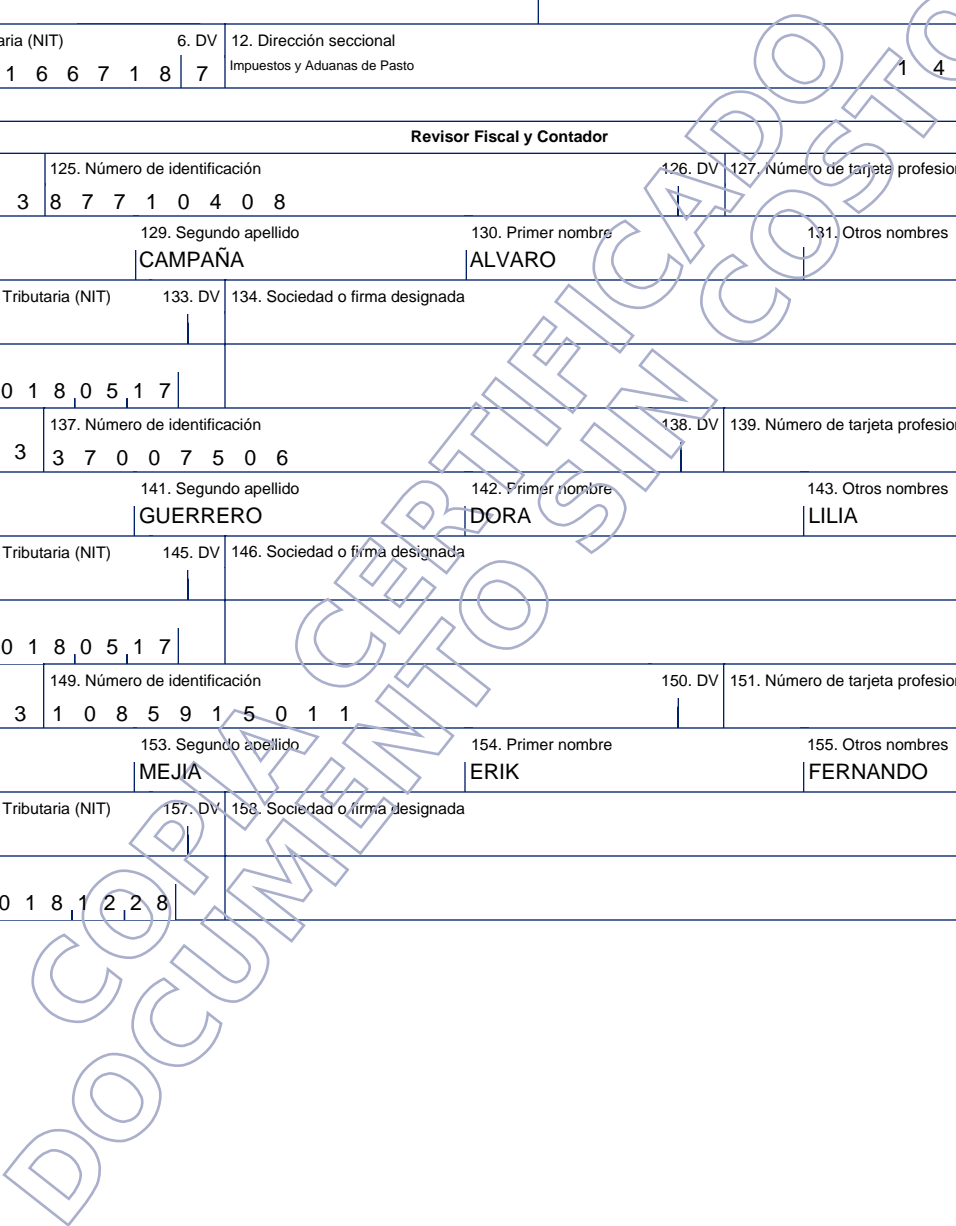 aria (NIT) 6. DV 12. Dirección seccional
1 6 6 7 1 8 7 Impuestos y Aduanas de Pasto 1 4
Revisor Fiscal y Contador
125. Número de identificación 126. DV 127. Número de tarjeta profesion
3 8 7 7 1 0 4 0 8
129. Segundo apellido 130. Primer nombre 131. Otros nombres
CAMPAÑA ALVARO
Tributaria (NIT) 133. DV 134. Sociedad o firma designada
0 1 8 0 5 1 7
137. Número de identificación 138. DV 139. Número de tarjeta profesion
3 3 7 0 0 7 5 0 6
141. Segundo apellido 142. Primer nombre 143. Otros nombres
GUERRERO DORA LILIA
Tributaria (NIT) 145. DV 146. Sociedad o firma designada
0 1 8 0 5 1 7
149. Número de identificación 150. DV 151. Número de tarjeta profesion
3 1 0 8 5 9 1 5 0 1 1
153. Segundo apellido 154. Primer nombre 155. Otros nombres
MEJIA ERIK FERNANDO
Tributaria (NIT) 157. DV 158. Sociedad o firma designada
0 1 8 1 2 2 8
COPIA CERTIFICADO
DOCUMENTO SIN COSTO